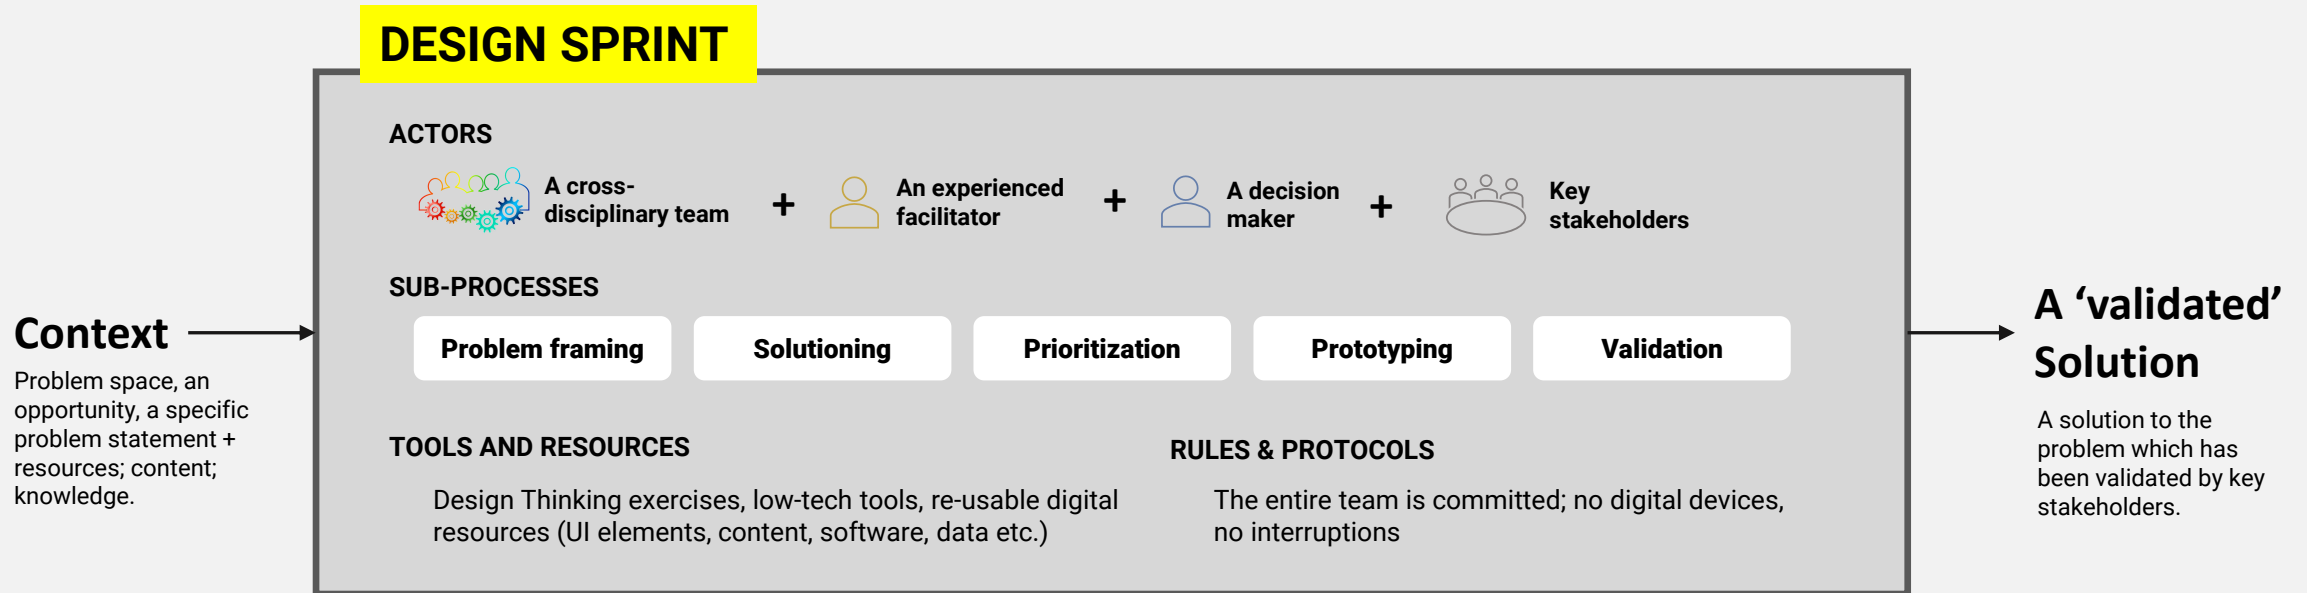 DESIGN SPRINT
ACTORS
A cross-
disciplinary team
+
An experienced
facilitator
+
A decision
maker
+
Key
stakeholders
SUB-PROCESSES
Problem framing
Solutioning
Prioritization
Prototyping
Validation
TOOLS AND RESOURCES
Design Thinking exercises, low-tech tools, re-usable digital
resources (UI elements, content, software, data etc.)
RULES & PROTOCOLS
The entire team is committed; no digital devices,
no interruptions
Context
Problem space, an
opportunity, a specific
problem statement +
resources; content;
knowledge.
A ‘validated’
Solution
A solution to the
problem which has
been validated by key
stakeholders.